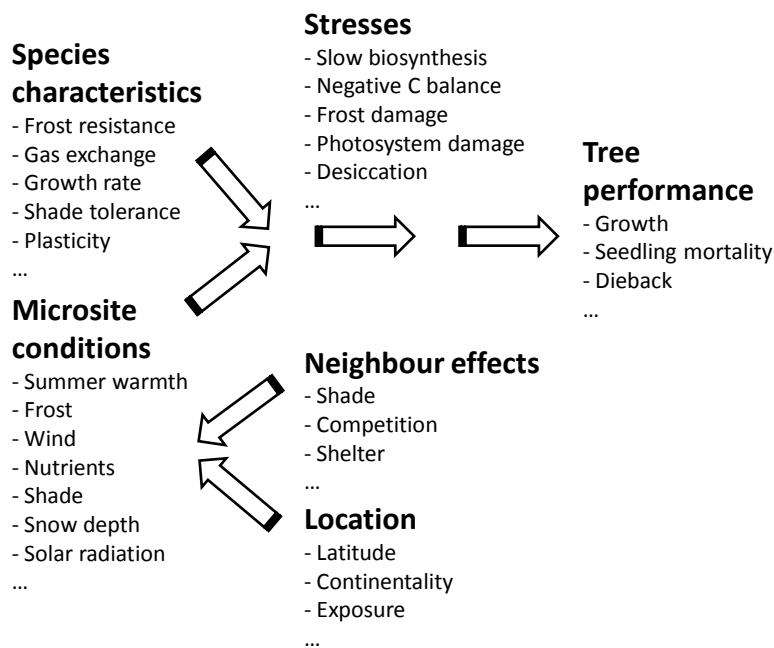 Species
characteristics
- Frost resistance
- Gas exchange
- Growth rate
- Shade tolerance
- Plasticity
...
Microsite
conditions
- Summer warmth
- Frost
- Wind
- Nutrients
- Shade
- Snow depth
- Solar radiation
...
Stresses
- Slow biosynthesis
- Negative C balance
- Frost damage
- Photosystem damage
- Desiccation
...
Neighbour effects
- Shade
- Competition
- Shelter
...
Location
- Latitude
- Continentality
- Exposure
...
Tree
performance
- Growth
- Seedling mortality
- Dieback
...